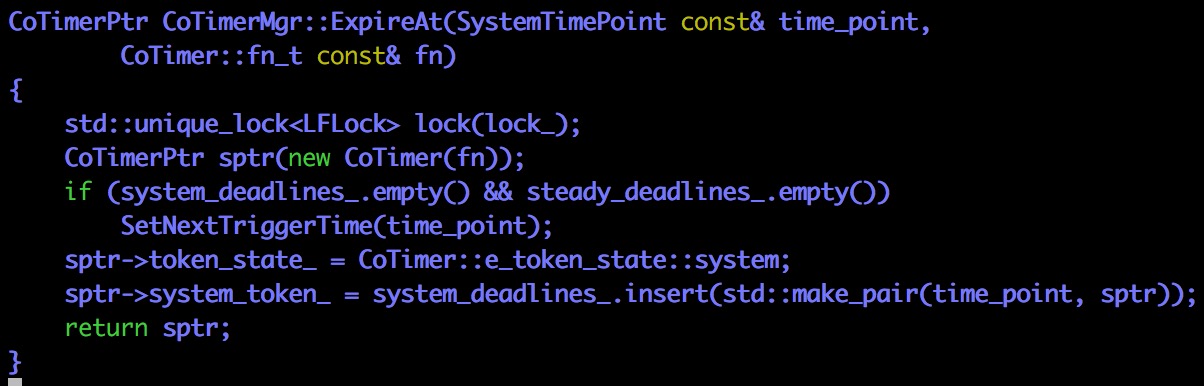 CoTimerPtr CoTimerMgr::ExpireAt(SystemTimePoint const& time_point,
        CoTimer::fn_t const& fn)
{
    std::unique_lock<LFLock> lock(lock_);
    CoTimerPtr sptr(new CoTimer(fn));
    if (system_deadlines_.empty() && steady_deadlines_.empty())
        SetNextTriggerTime(time_point);
    sptr->token_state_ = CoTimer::e_token_state::system;
    sptr->system_token_ = system_deadlines_.insert(std::make_pair(time_point, sptr));
    return sptr;
}